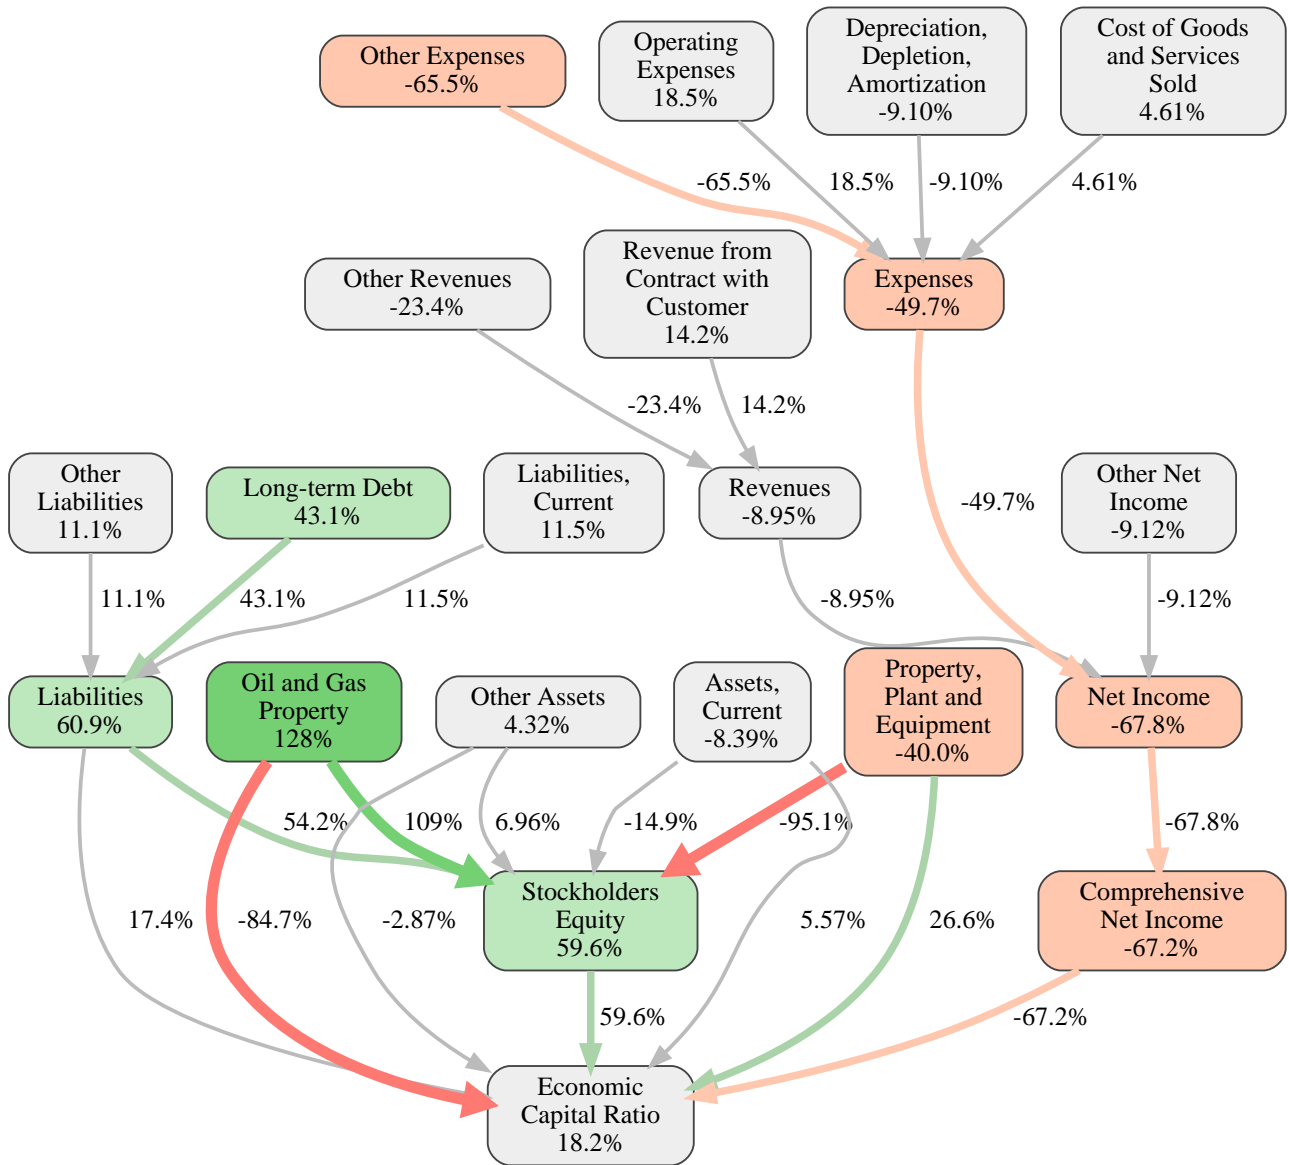 Other Expenses
-65.5%
Operating
Expenses
18.5%
Depreciation,
Depletion,
Amortization
-9.10%
Cost of Goods
and Services
Sold
4.61%
-65.5%
18.5%
-9.10%
4.61%
Other Revenues
-23.4%
Revenue from
Contract with
Customer
14.2%
Expenses
-49.7%
-23.4%
14.2%
-49.7%
Other
Liabilities
11.1%
Long-term Debt
43.1%
Liabilities,
Current
11.5%
Revenues
-8.95%
Other Net
Income
-9.12%
11.1%
43.1%
11.5%
-8.95%
-9.12%
Liabilities
60.9%
Oil and Gas
Property
128%
Other Assets
4.32%
Assets,
Current
-8.39%
Property,
Plant and
Equipment
-40.0%
Net Income
-67.8%
54.2%
109%
6.96%
-14.9%
-95.1%
-67.8%
17.4%
-84.7%
-2.87%
Stockholders
Equity
59.6%
5.57%
26.6%
Comprehensive
Net Income
-67.2%
59.6%
-67.2%
Economic
Capital Ratio
18.2%